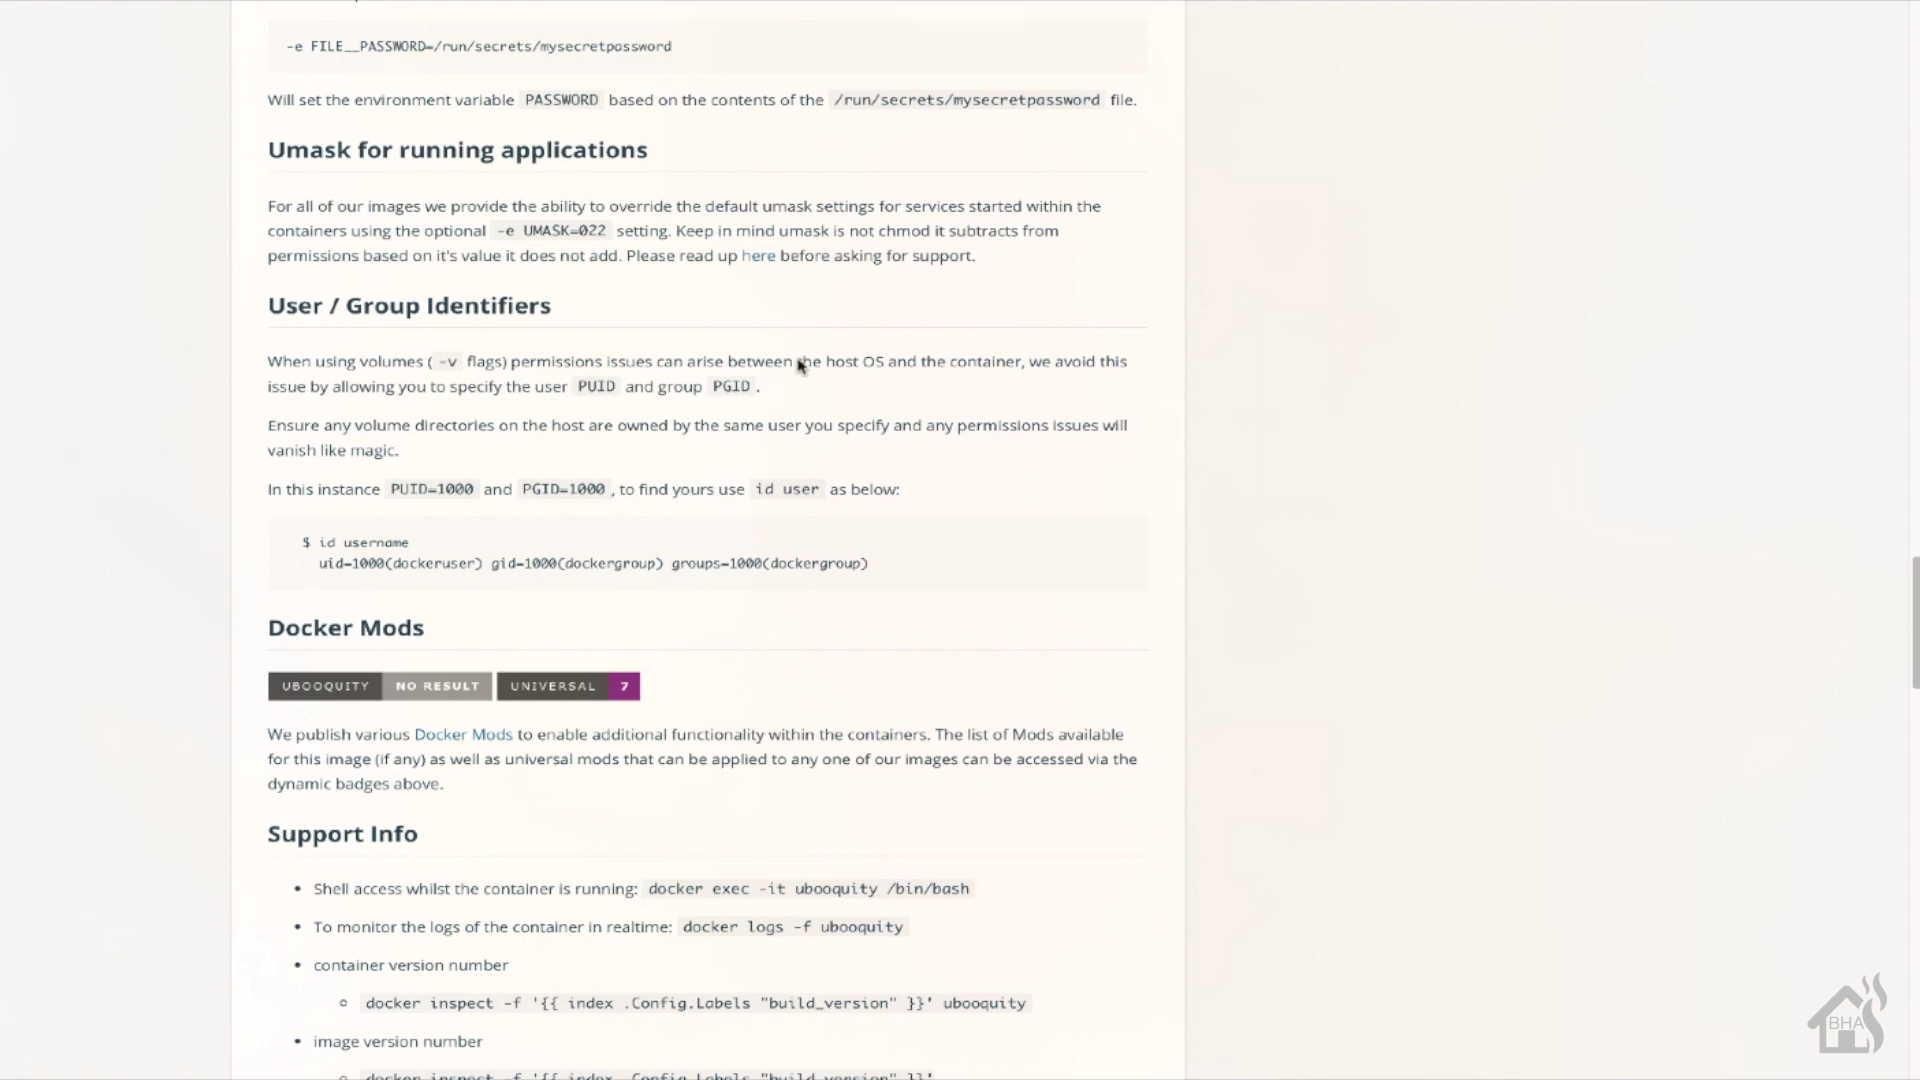 -e FILE__PASSWORD=/run/secrets/mysecretpassword
Will set the environment variable PASSWORD based on the contents of the /run/secrets/mysecretpassword file.
Umask for running applications
For all of our images we provide the ability to override the default umask settings for services started within the
containers using the optional -e UMASK=022 setting. Keep in mind umask is not chmod it subtracts from
permissions based on it's value it does not add. Please read up here before asking for support.
User / Group Identifiers
When using volumes ( -v flags) permissions issues can arise between the host OS and the container, we avoid this
issue by allowing you to specify the user PUID and group PGID .
Ensure any volume directories on the host are owned by the same user you specify and any permissions issues will
vanish like magic.
In this instance PUID=1000 and PGID=1000 , to find yours use id user as below:
$ id username
uid=1000(dockeruser) gid=1000(dockergroup) groups=1000(dockergroup)
Docker Mods
UBOOQUITY NO RESULT UNIVERSAL 7
We publish various Docker Mods to enable additional functionality within the containers. The list of Mods available
for this image (if any) as well as universal mods that can be applied to any one of our images can be accessed via the
dynamic badges above.
Support Info
• Shell access whilst the container is running: docker exec -it ubooquity /bin/bash
• To monitor the logs of the container in realtime: docker logs -f ubooquity
• container version number
○ docker inspect -f '{{ index .Config.Labels "build_version" }}' ubooquity
• image version number
○ docker inspect -f '{{ index .Config.Labels "build_version" }}'
BHA